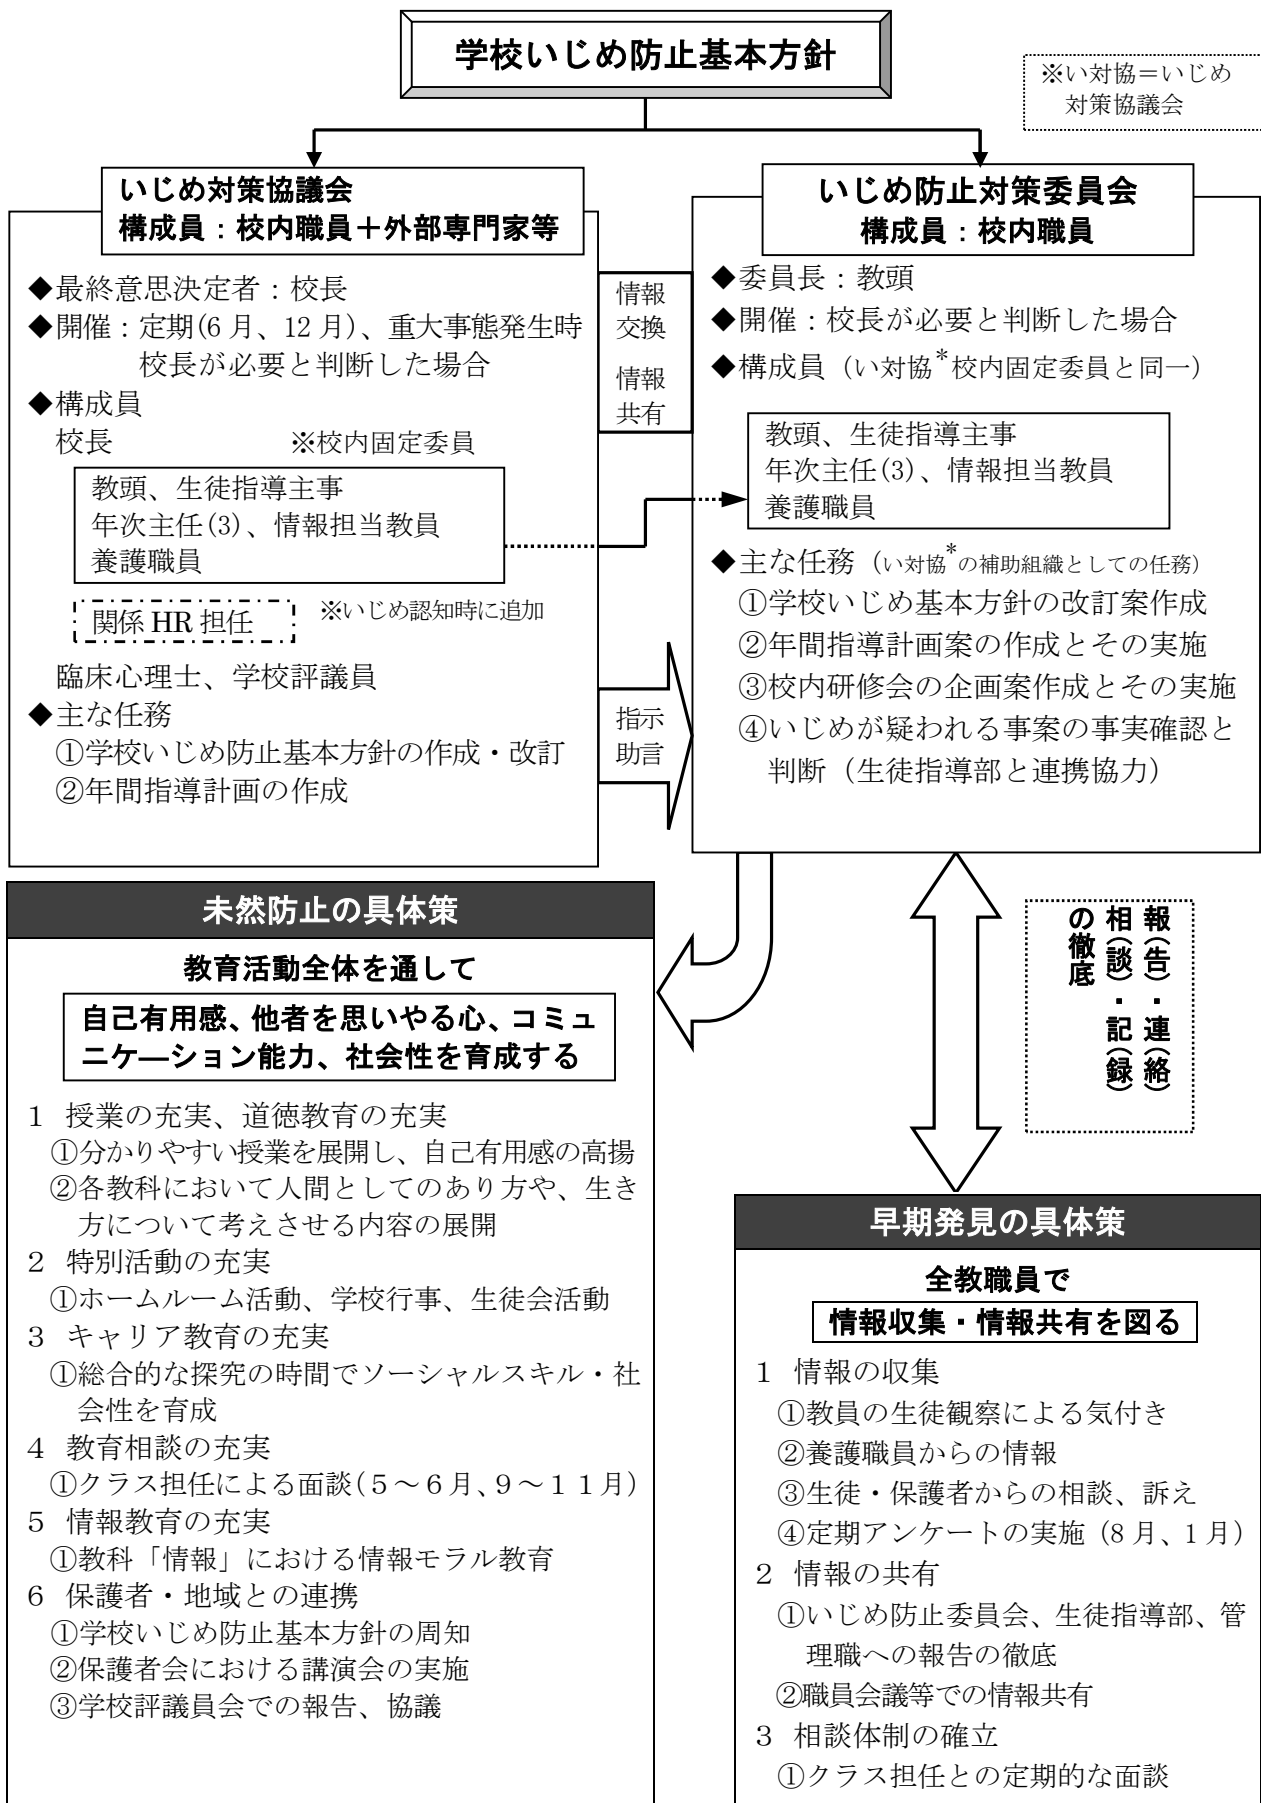 学校いじめ防止基本方針
※い対協＝いじめ
対策協議会
いじめ対策協議会
構成員：校内職員＋外部専門家等
◆最終意思決定者：校長
◆開催：定期(6 月、12 月)、重大事態発生時
校長が必要と判断した場合
◆構成員
校長　　※校内固定委員
教頭、生徒指導主事
年次主任(3)、情報担当教員
養護職員
関係 HR 担任　※いじめ認知時に追加
臨床心理士、学校評議員
◆主な任務
①学校いじめ防止基本方針の作成・改訂
②年間指導計画の作成
情報
交換
情報
共有
指示
助言
いじめ防止対策委員会
構成員：校内職員
◆委員長：教頭
◆開催：校長が必要と判断した場合
◆構成員（い対協*校内固定委員と同一）
教頭、生徒指導主事
年次主任(3)、情報担当教員
養護職員
◆主な任務（い対協*の補助組織としての任務）
①学校いじめ基本方針の改訂案作成
②年間指導計画案の作成とその実施
③校内研修会の企画案作成とその実施
④いじめが疑われる事案の事実確認と
判断（生徒指導部と連携協力）
報(告)・連(絡)
相(談)・記(録)
の徹底
未然防止の具体策
教育活動全体を通して
自己有用感、他者を思いやる心、コミュ
ニケ―ション能力、社会性を育成する
１ 授業の充実、道徳教育の充実
①分かりやすい授業を展開し、自己有用感の高揚
②各教科において人間としてのあり方や、生き
方について考えさせる内容の展開
２ 特別活動の充実
①ホームルーム活動、学校行事、生徒会活動
３ キャリア教育の充実
①総合的な探究の時間でソーシャルスキル・社
会性を育成
４ 教育相談の充実
①クラス担任による面談(５～６月、９～１１月)
５ 情報教育の充実
①教科「情報」における情報モラル教育
６ 保護者・地域との連携
①学校いじめ防止基本方針の周知
②保護者会における講演会の実施
③学校評議員会での報告、協議
早期発見の具体策
全教職員で
情報収集・情報共有を図る
１ 情報の収集
①教員の生徒観察による気付き
②養護職員からの情報
③生徒・保護者からの相談、訴え
④定期アンケートの実施（8 月、1 月）
２ 情報の共有
①いじめ防止委員会、生徒指導部、管
理職への報告の徹底
②職員会議等での情報共有
３ 相談体制の確立
①クラス担任との定期的な面談